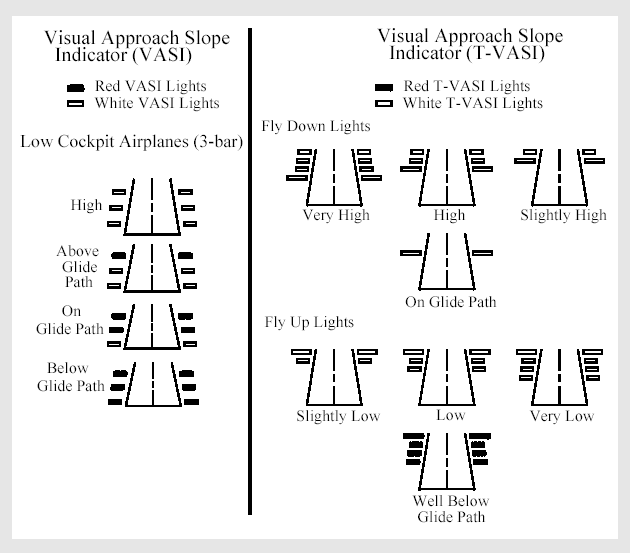 Visual Approach Slope
Indicator (VASI)
Red VASI Lights
White VASI Lights
Low Cockpit Airplanes (3-bar)
High
Above
Glide
Path
On
Glide Path
Below
Glide Path
Visual Approach Slope
Indicator (T-VASI)
Red T-VASI Lights
White T-VASI Lights
Fly Down Lights
Very High
High
Slightly High
On Glide Path
Fly Up Lights
Slightly Low
Low
Very Low
Well Below
Glide Path